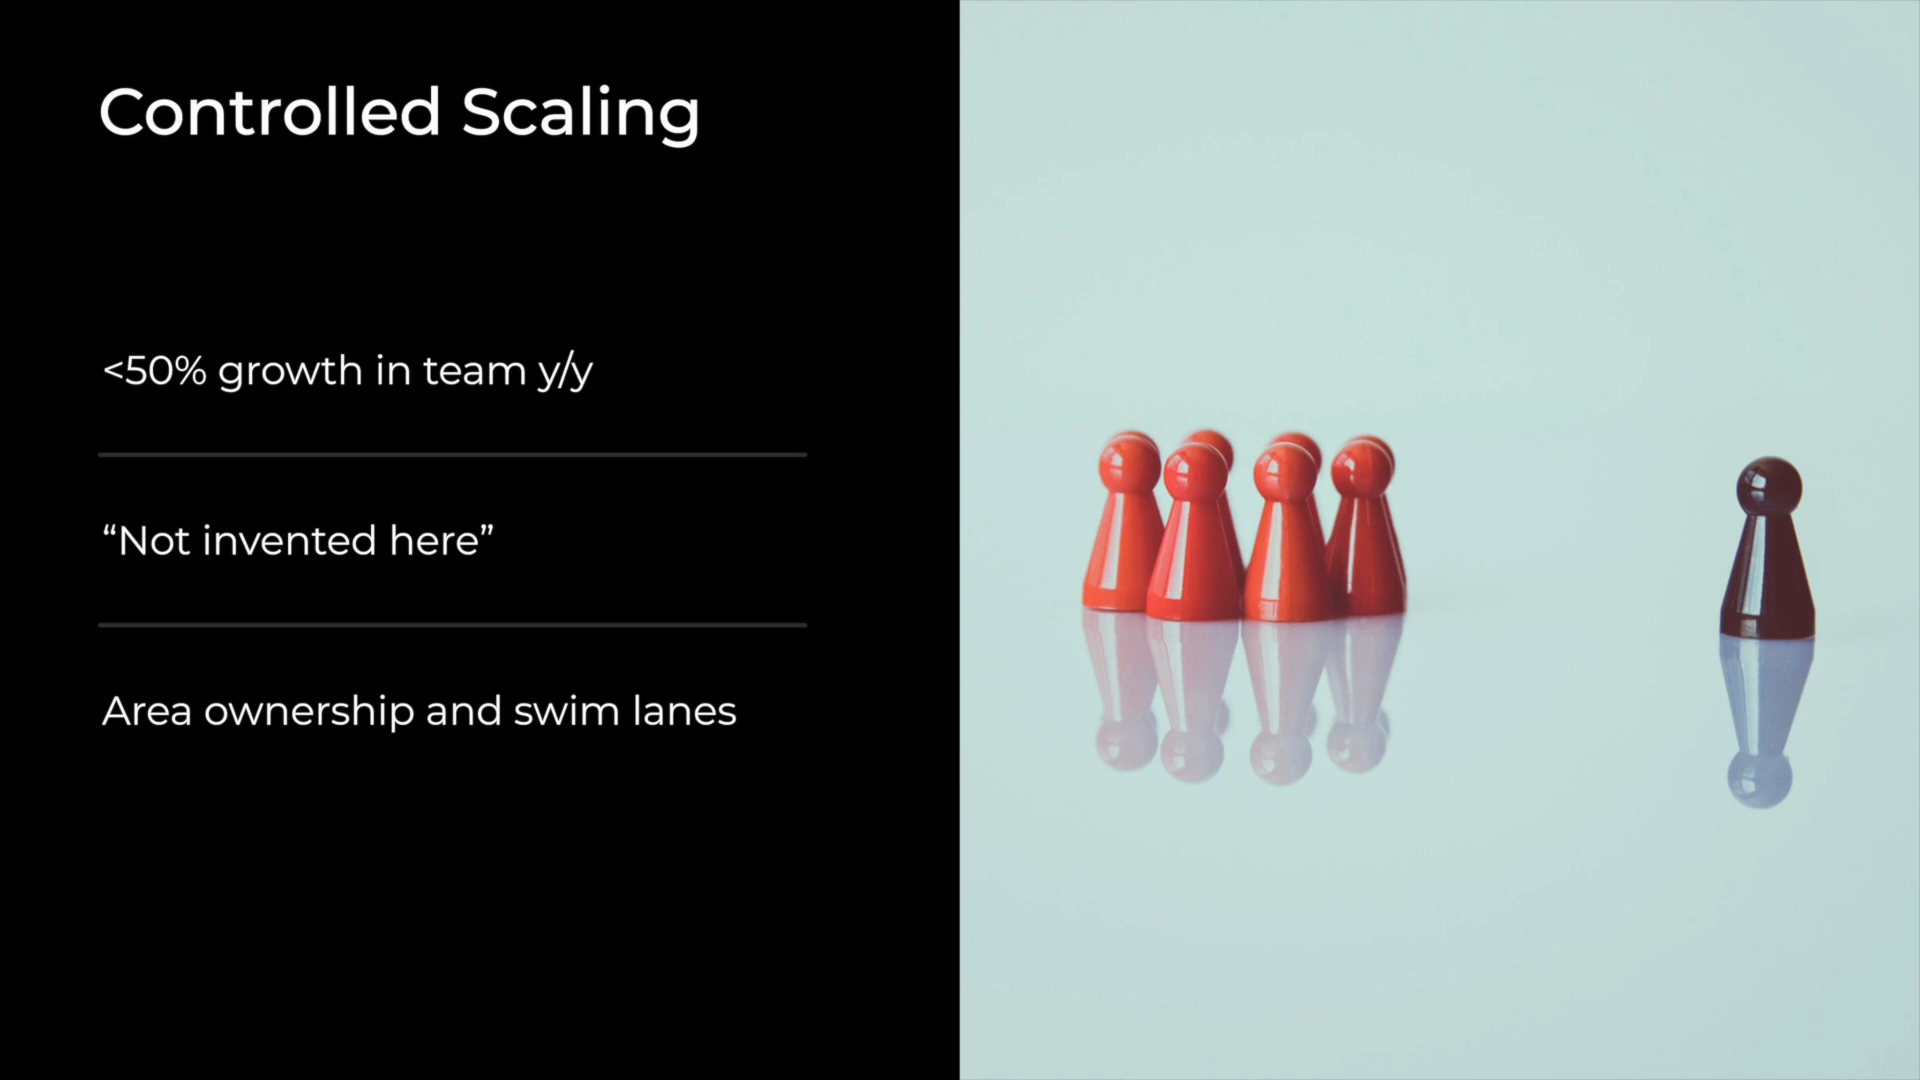 Controlled Scaling
<50% growth in team y/y
“Not invented here”
Area ownership and swim lanes